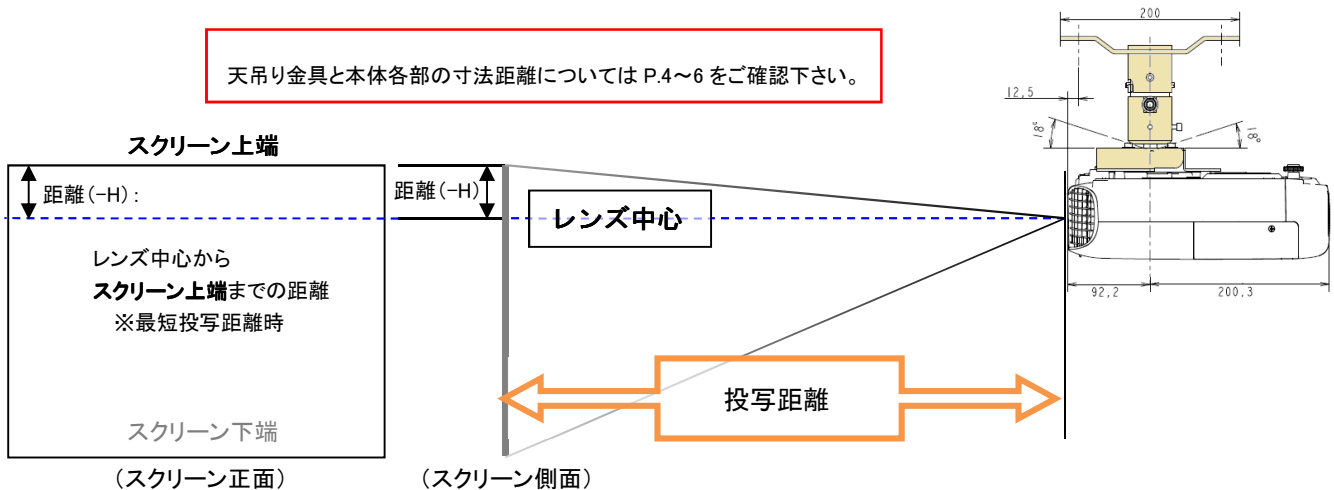 200
天吊り金具と本体各部の寸法距離については P.4～6 をご確認下さい。
12,5
18°
18°
スクリーン上端
距離(-H)：
距離(-H)
レンズ中心
レンズ中心から
スクリーン上端までの距離
※最短投写距離時
92,2
200,3
投写距離
スクリーン下端
（スクリーン正面）
（スクリーン側面）